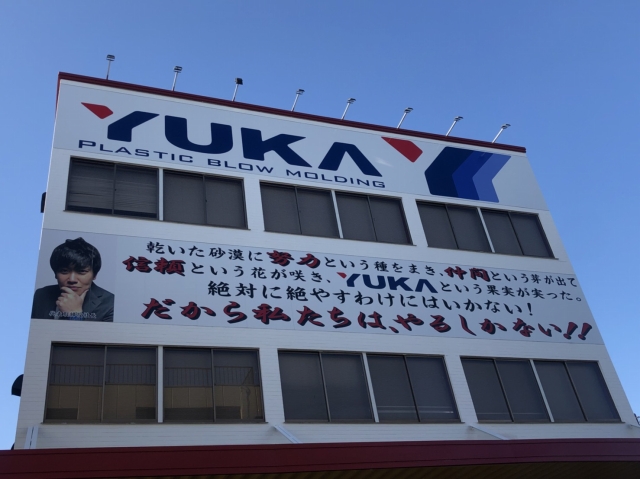 YUKA
PLASTIC BLOW MOLDING
乾いた砂漠に努力という種をまき、仲間という芽が出て
信頼という花が咲き、YUKAという果実が実った。
絶対に絶やすわけにはいかない！
だから私たちは、やるしかない!!